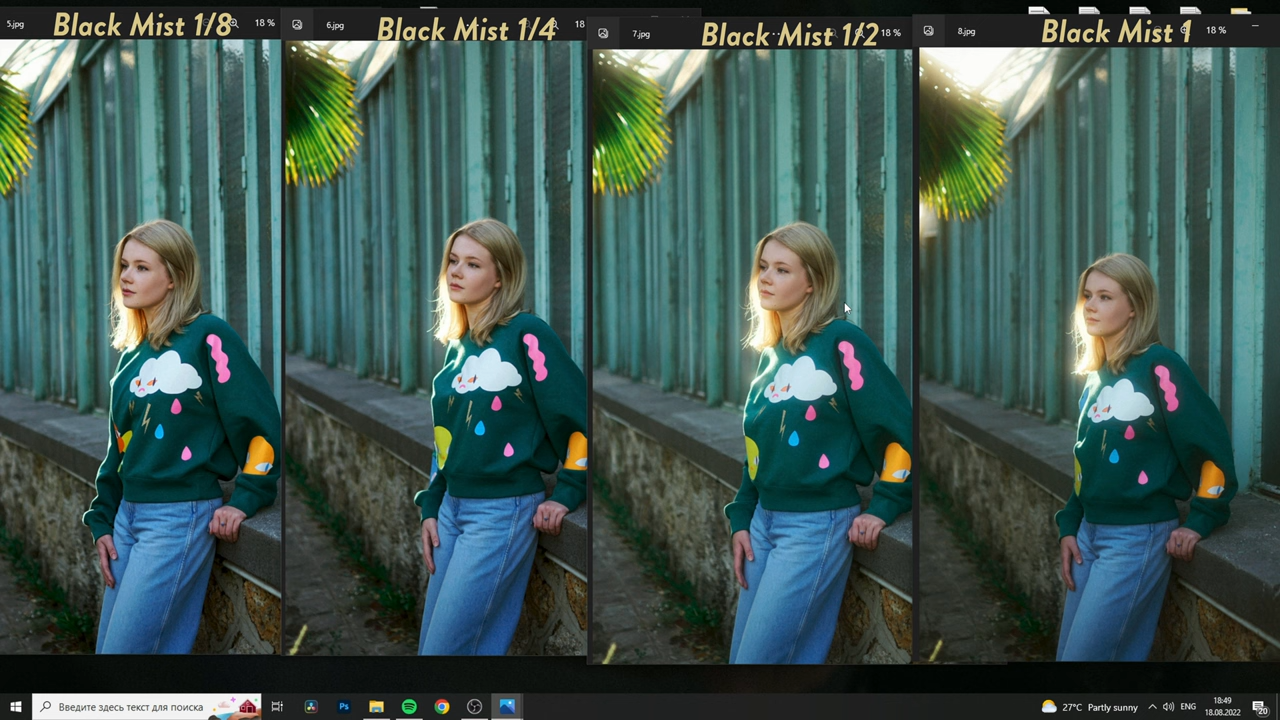 Black Mist 1/8
Black Mist 1/4
Black Mist 1/2
Black Mist 1
5.jpg
18 %
6.jpg
18
7.jpg
18 %
8.jpg
18 %
Введите здесь текст для поиска
Ps
27°C Partly sunny
ENG
18:49
18.08.2022
20